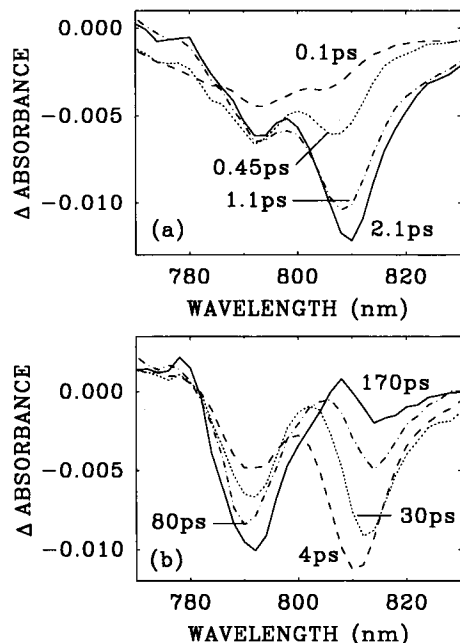 Δ ABSORBANCE
0.000
-0.005
-0.010
0.1ps
0.45ps
1.1ps
2.1ps
(a)
780 800 820
WAVELENGTH (nm)
Δ ABSORBANCE
0.000
-0.005
-0.010
170ps
80ps
30ps
4ps
(b)
780 800 820
WAVELENGTH (nm)